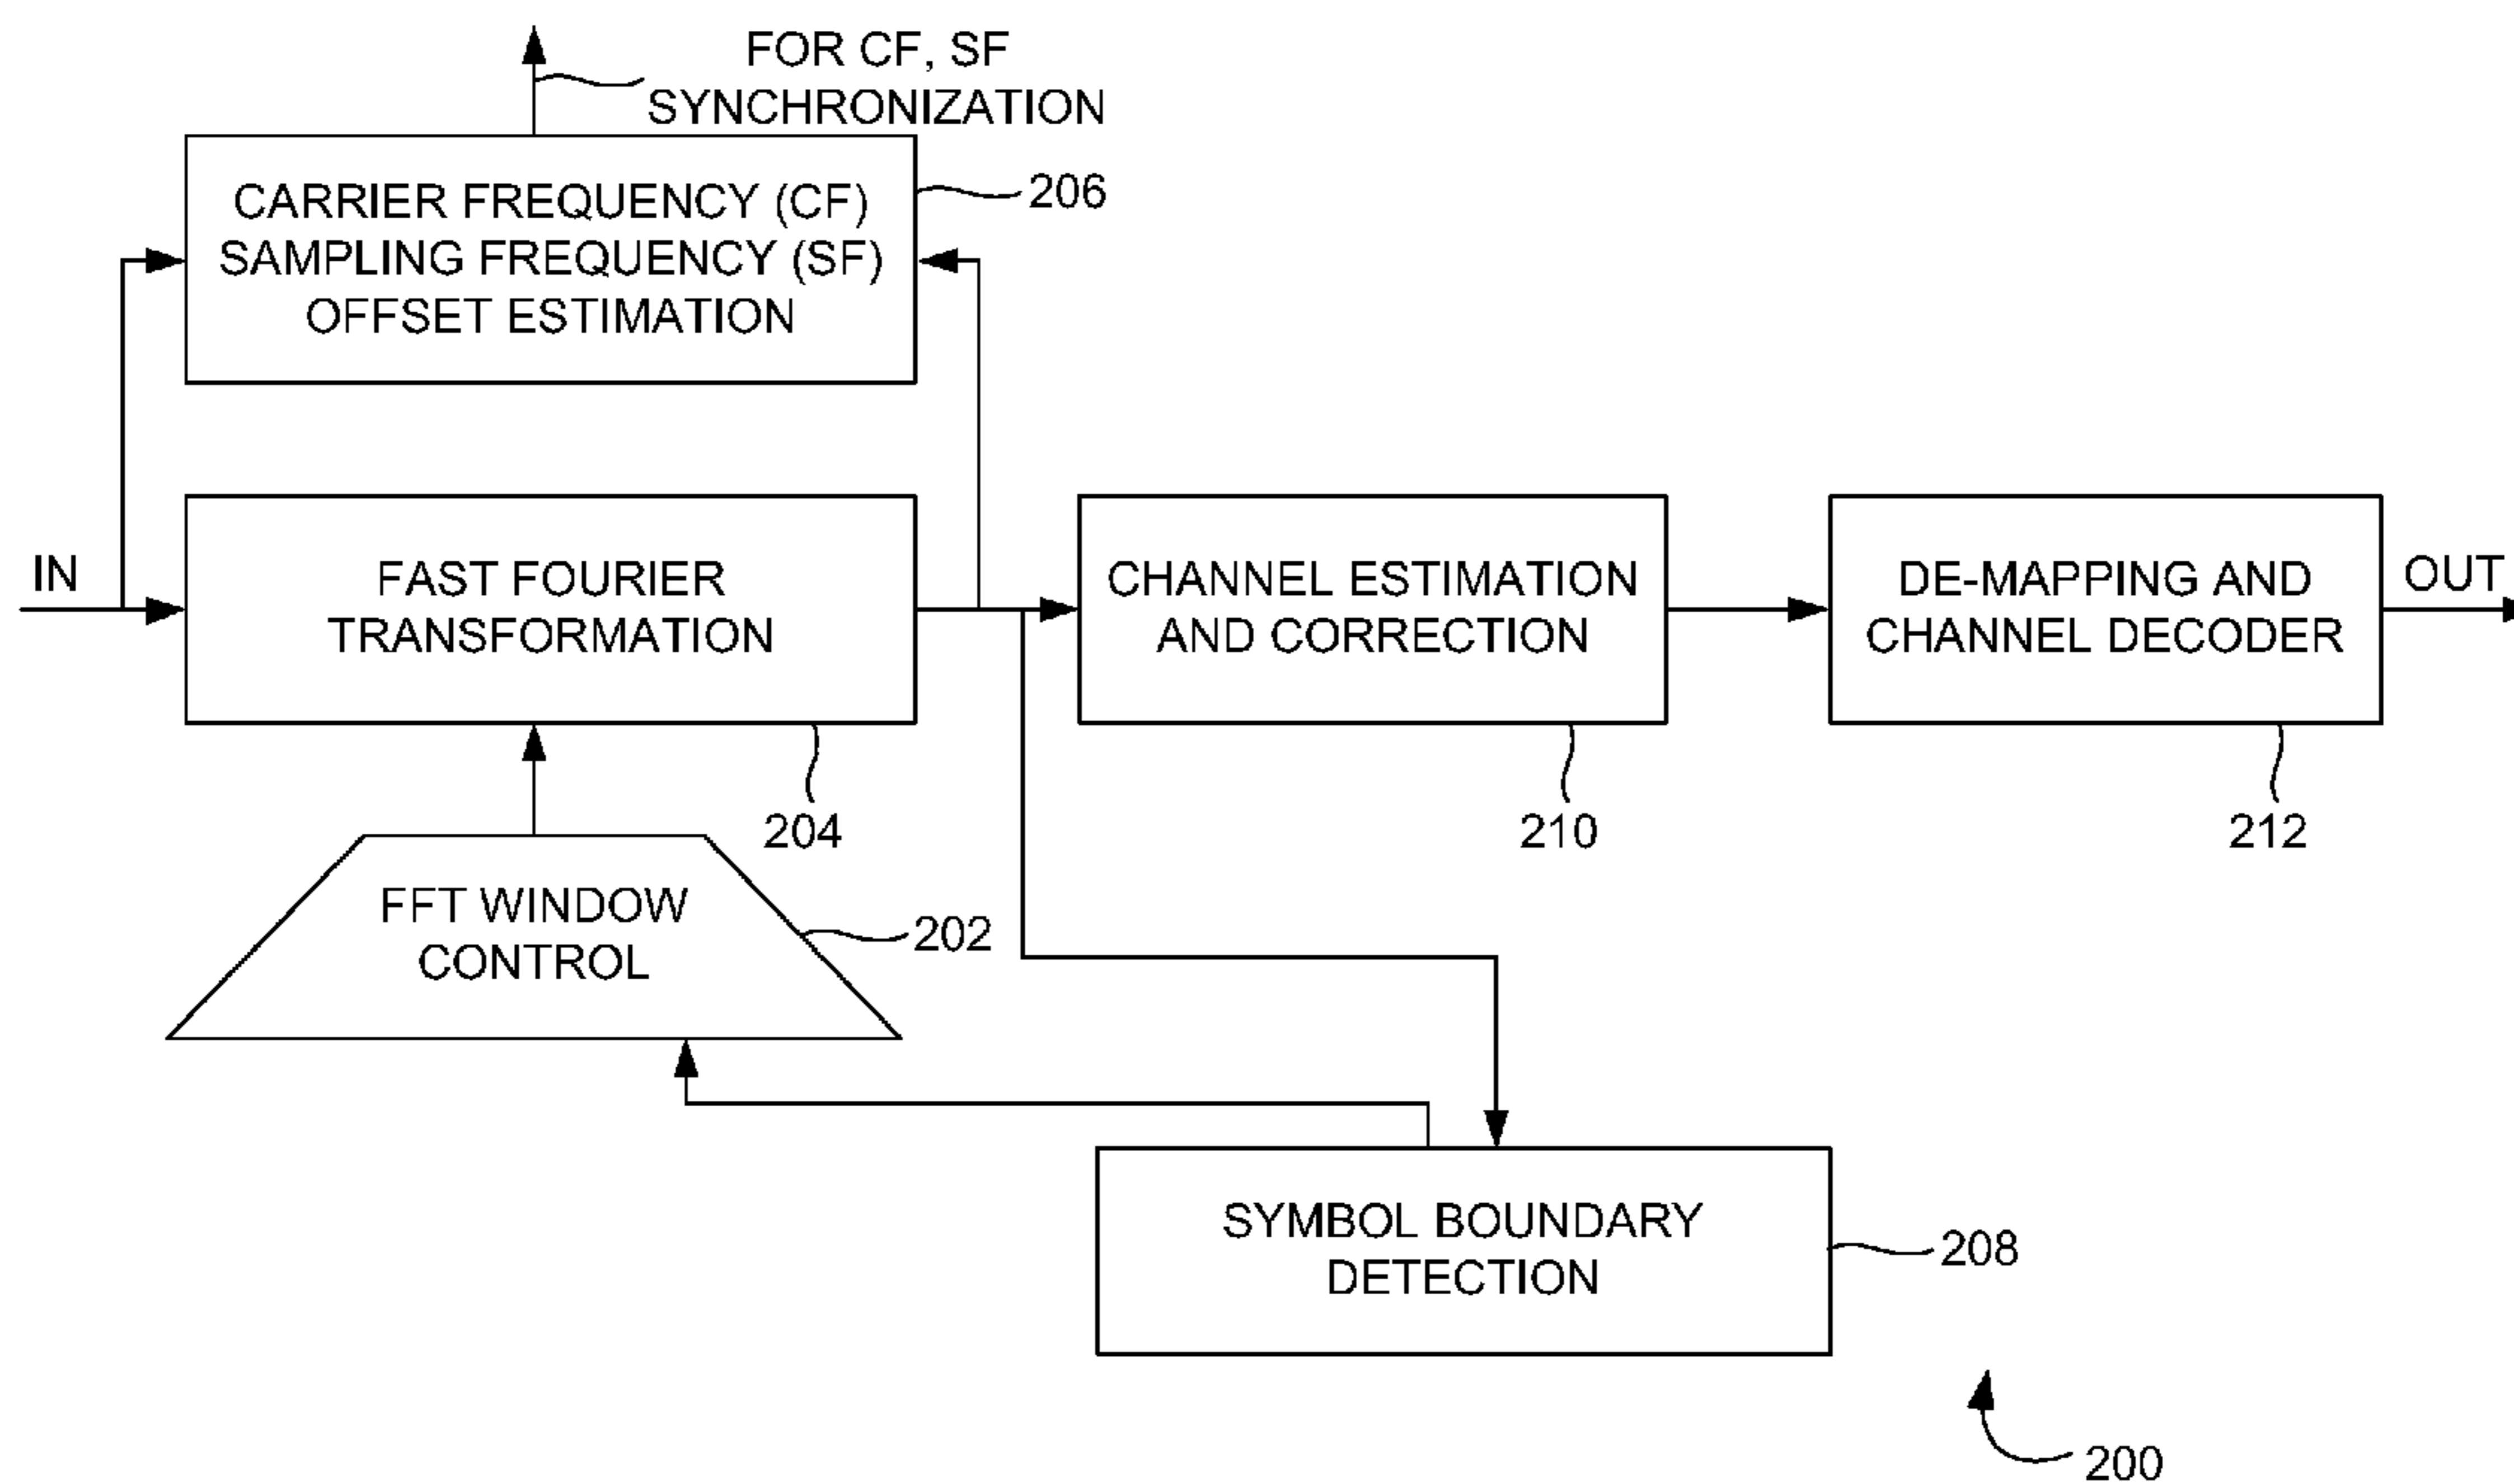 FOR CF, SF
SYNCHRONIZATION
CARRIER FREQUENCY (CF)
SAMPLING FREQUENCY (SF)
OFFSET ESTIMATION
206
IN
FAST FOURIER
TRANSFORMATION
204
CHANNEL ESTIMATION
AND CORRECTION
210
DE-MAPPING AND
CHANNEL DECODER
212
OUT
FFT WINDOW
CONTROL
202
SYMBOL BOUNDARY
DETECTION
208
200